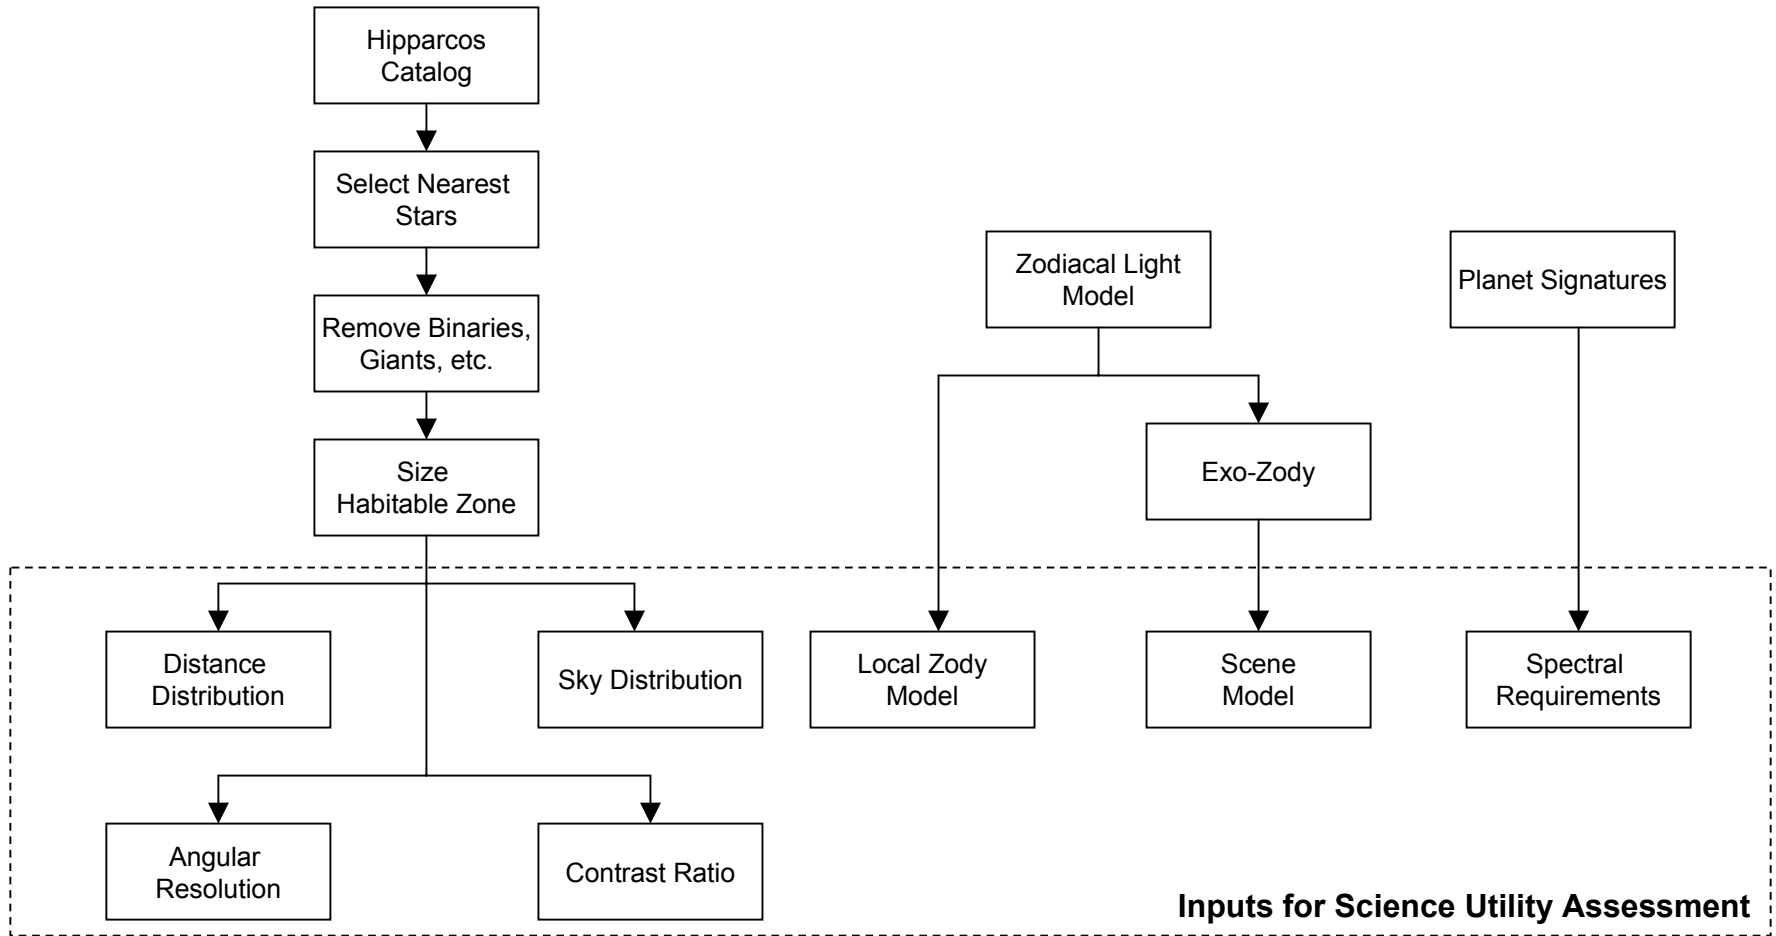 Hipparcos
Catalog
Select Nearest
Stars
Remove Binaries,
Giants, etc.
Size
Habitable Zone
Zodiacal Light
Model
Planet Signatures
Exo-Zody
Distance
Distribution
Sky Distribution
Local Zody
Model
Scene
Model
Spectral
Requirements
Angular
Resolution
Contrast Ratio
Inputs for Science Utility Assessment